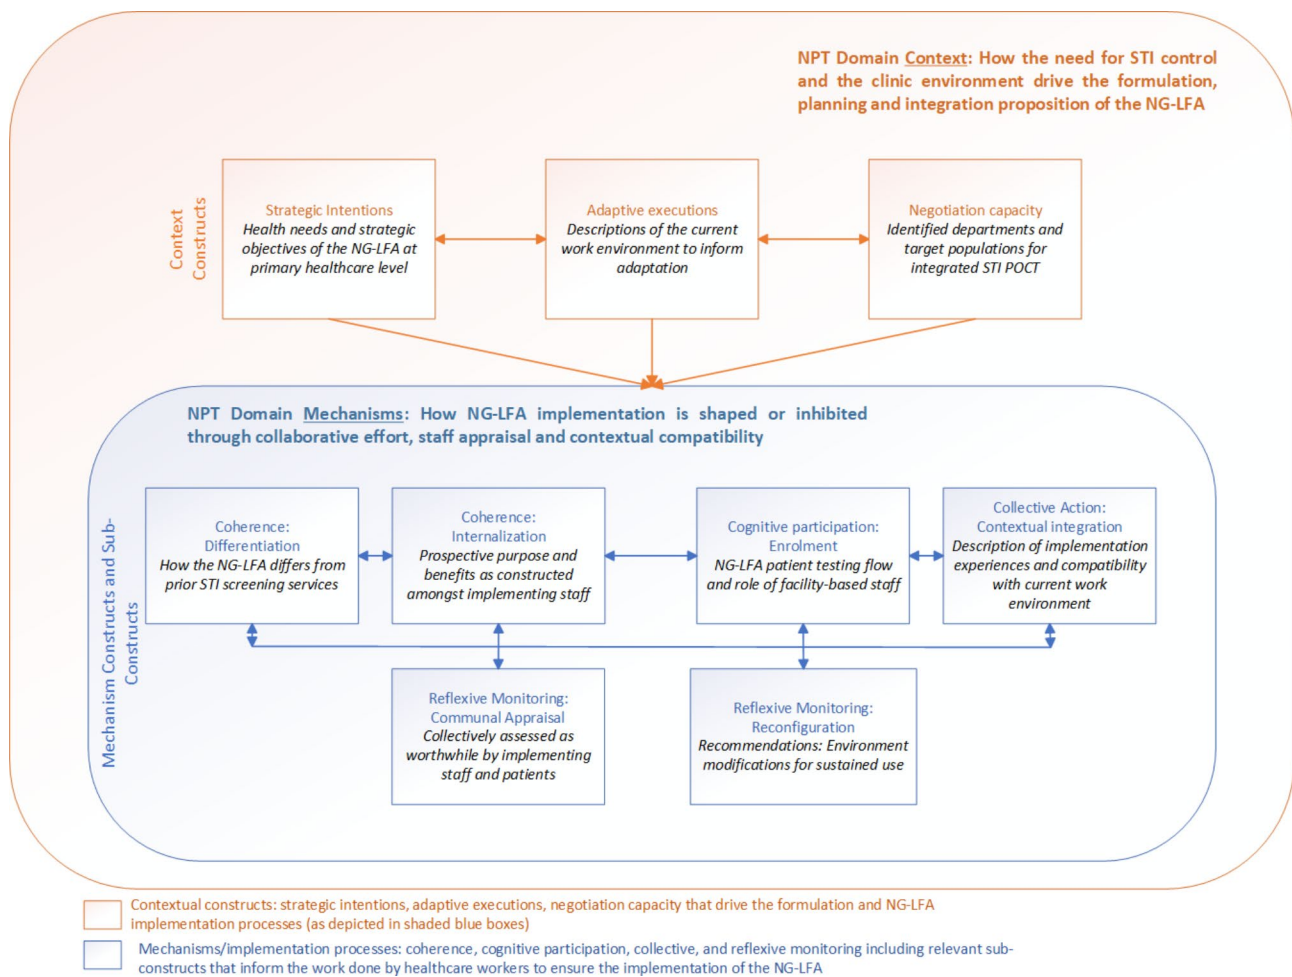 NPT Domain Context: How the need for STI control
and the clinic environment drive the formulation,
planning and integration proposition of the NG-LFA
Context
Constructs
Strategic Intentions
Health needs and strategic
objectives of the NG-LFA at
primary healthcare level
Adaptive executions
Descriptions of the current
work environment to inform
adaptation
Negotiation capacity
Identified departments and
target populations for
integrated STI POCT
NPT Domain Mechanisms: How NG-LFA implementation is shaped or inhibited
through collaborative effort, staff appraisal and contextual compatibility
Mechanism Constructs and Sub-
Constructs
Coherence:
Differentiation
How the NG-LFA differs from
prior STI screening services
Coherence:
Internalization
Prospective purpose and
benefits as constructed
amongst implementing staff
Cognitive participation:
Enrolment
NG-LFA patient testing flow
and role of facility-based staff
Collective Action:
Contextual integration
Description of implementation
experiences and compatibility
with current work
environment
Reflexive Monitoring:
Communal Appraisal
Collectively assessed as
worthwhile by implementing
staff and patients
Reflexive Monitoring:
Reconfiguration
Recommendations: Environment
modifications for sustained use
Contextual constructs: strategic intentions, adaptive executions, negotiation capacity that drive the formulation and NG-LFA
implementation processes (as depicted in shaded blue boxes)
Mechanisms/implementation processes: coherence, cognitive participation, collective, and reflexive monitoring including relevant sub-
constructs that inform the work done by healthcare workers to ensure the implementation of the NG-LFA